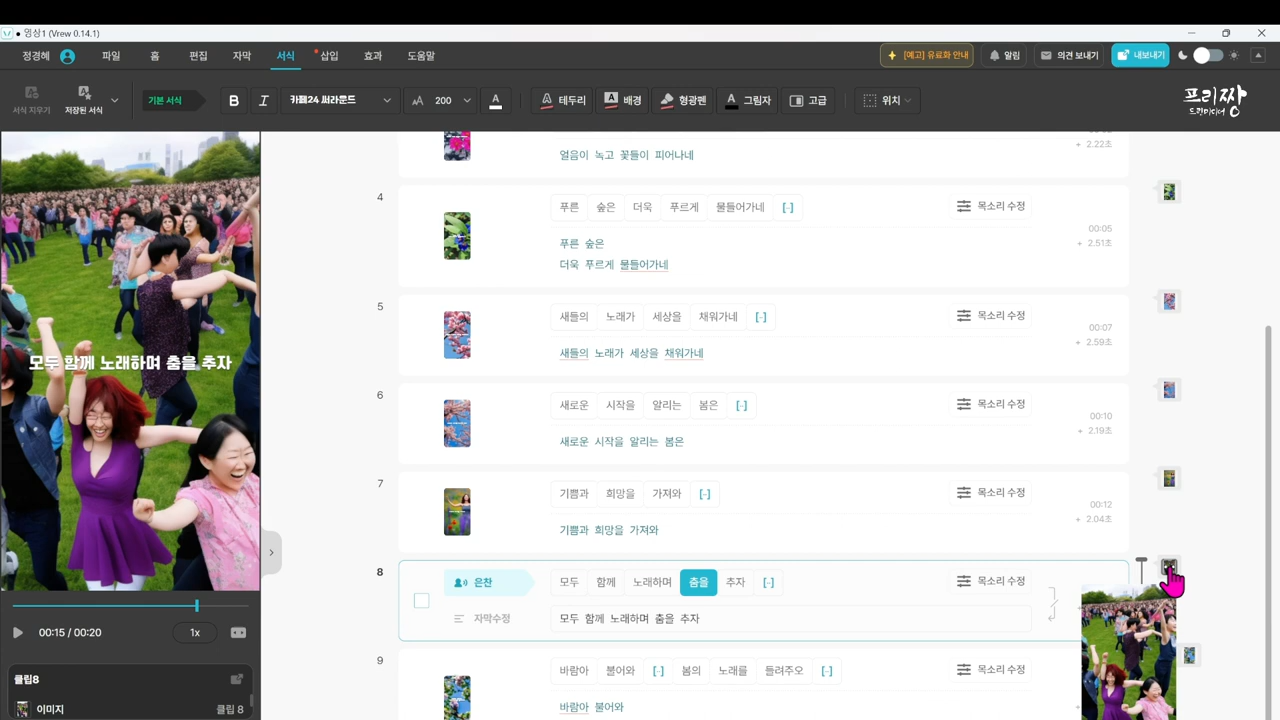 영상1 (Vrew 0.14.1)
정경혜 파일 홈 편집 자막 서식 삽입 효과 도움말 [예고] 유료화 안내 알림 의견 보내기 내보내기
서식 지우기 저장된 서식 기본 서식 B I 카페24 써라운드 200 A 테두리 배경 형광펜 그림자 고급 위치
프리짱
드린미디어
+ 2.22초
얼음이 녹고 꽃들이 피어나네
4
푸른 숲은 더욱 푸르게 물들어가네 [··] 목소리 수정
00:05
+ 2.51초
푸른 숲은
더욱 푸르게 물들어가네
5
새들의 노래가 세상을 채워가네 [··] 목소리 수정
00:07
+ 2.59초
새들의 노래가 세상을 채워가네
6
새로운 시작을 알리는 봄은 [··] 목소리 수정
00:10
+ 2.19초
새로운 시작을 알리는 봄은
7
기쁨과 희망을 가져와 [··] 목소리 수정
00:12
+ 2.04초
기쁨과 희망을 가져와
8
은찬 모두 함께 노래하며 춤을 추자 [··] 목소리 수정
자막수정 모두 함께 노래하며 춤을 추자
9
바람아 불어와 [··] 봄의 노래를 들려주오 [··] 목소리 수정
바람아 불어와
모두 함께 노래하며 춤을 추자
00:15 / 00:20 1x
클립8
이미지 클립 8